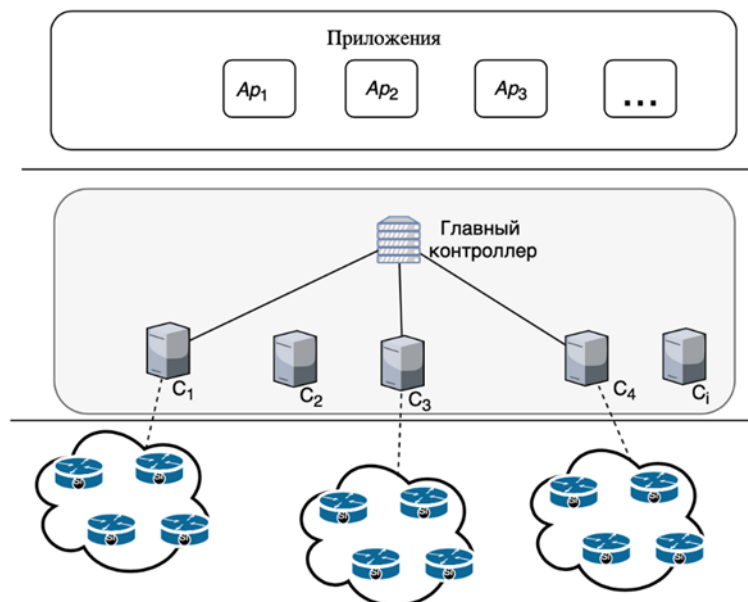 Приложения
Ap1 Ap2 Ap3 ...
Главный
контроллер
C1 C2 C3 C4 Ci